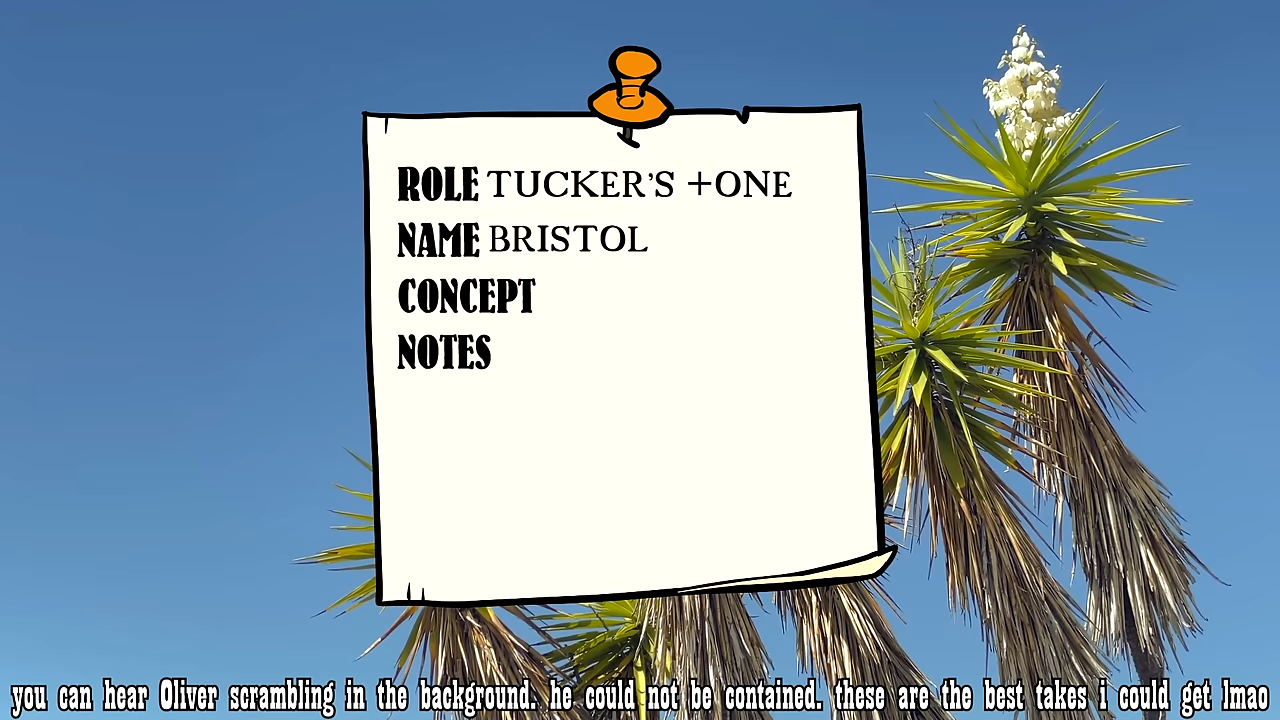 ROLE TUCKER'S +ONE
NAME BRISTOL
CONCEPT
NOTES
you can hear Oliver scrambling in the background. he could not be contained. these are the best takes i could get lmao